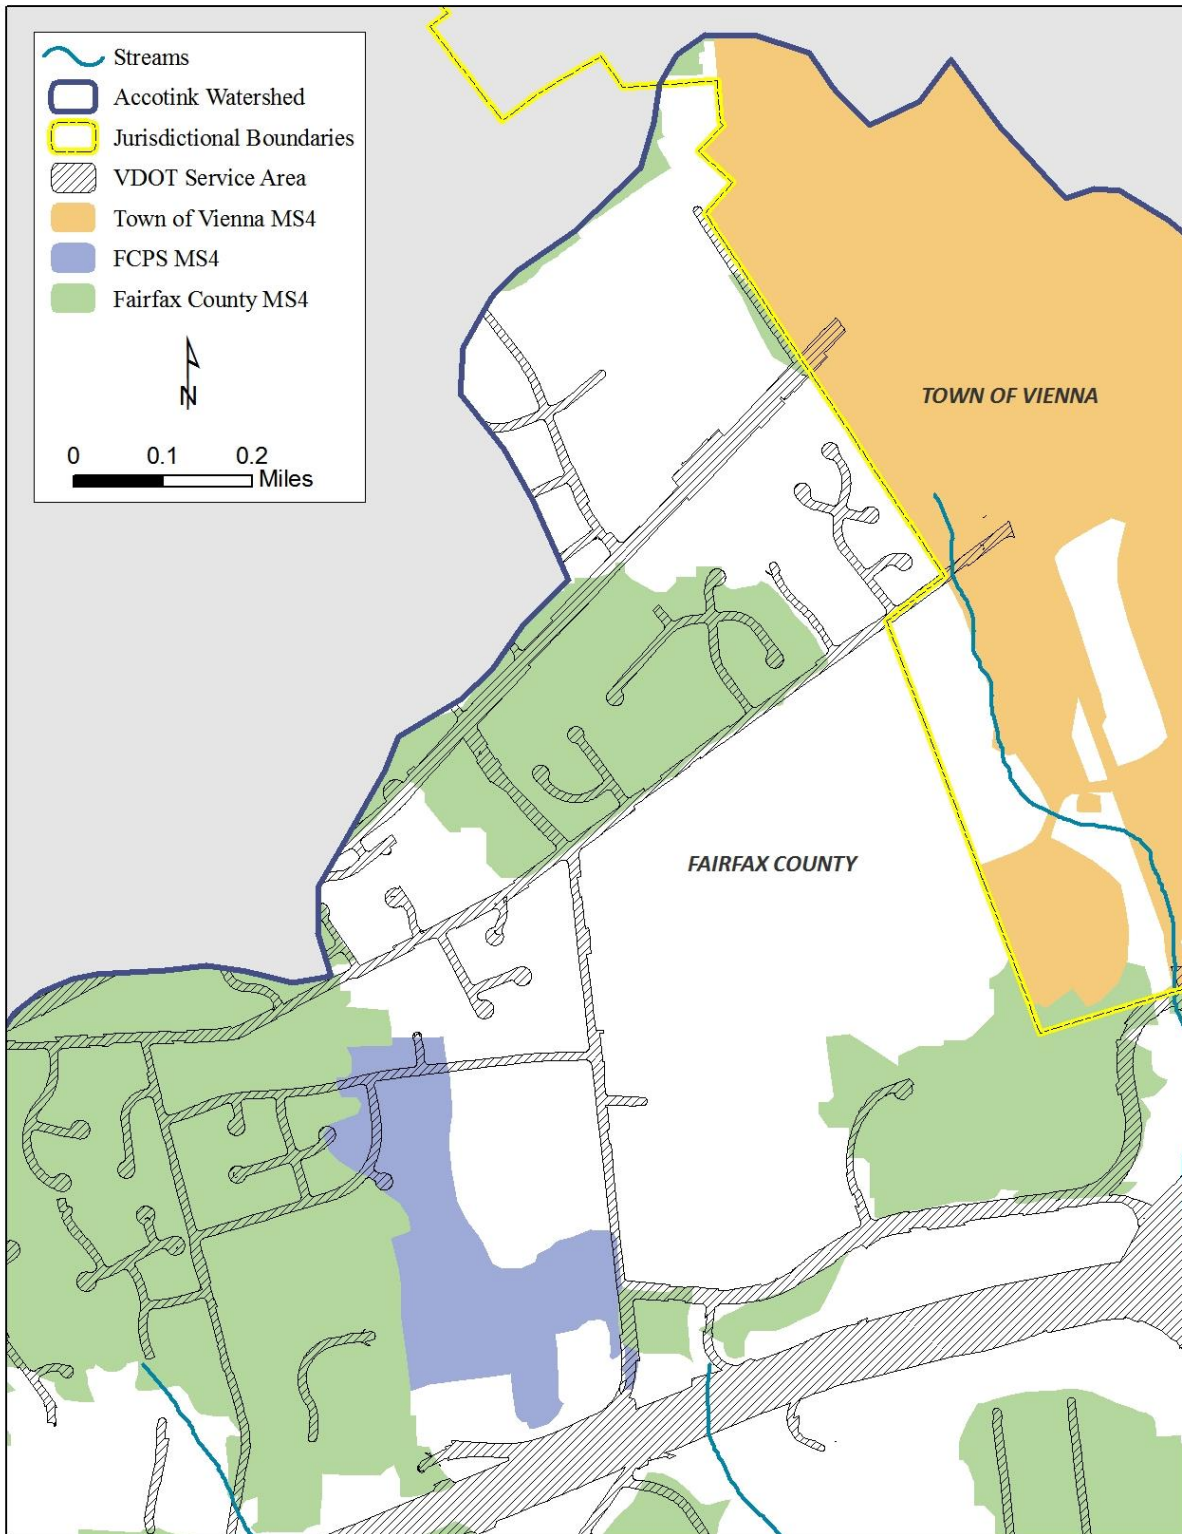 Streams
Accotink Watershed
Jurisdictional Boundaries
VDOT Service Area
Town of Vienna MS4
FCPS MS4
Fairfax County MS4
N
0 0.1 0.2
Miles
TOWN OF VIENNA
FAIRFAX COUNTY